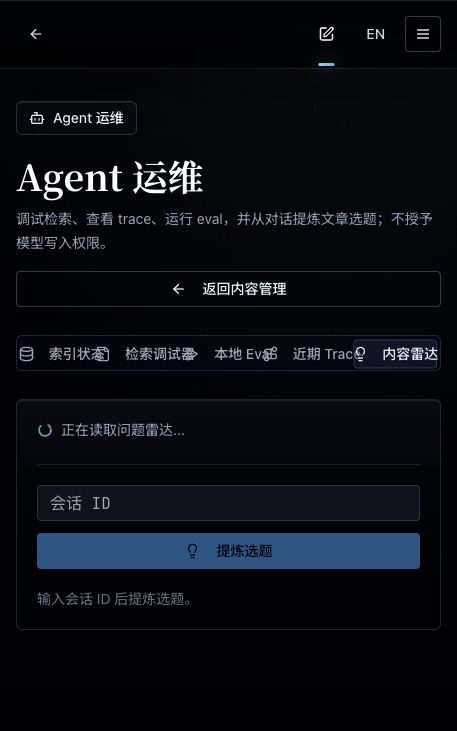 EN
Agent 运维
Agent 运维
调试检索、查看 trace、运行 eval，并从对话提炼文章选题；不授予
模型写入权限。
返回内容管理
索引状态 检索调试器 本地 Eval 近期 Trace 内容雷达
正在读取问题雷达...
会话 ID
提炼选题
输入会话 ID 后提炼选题。